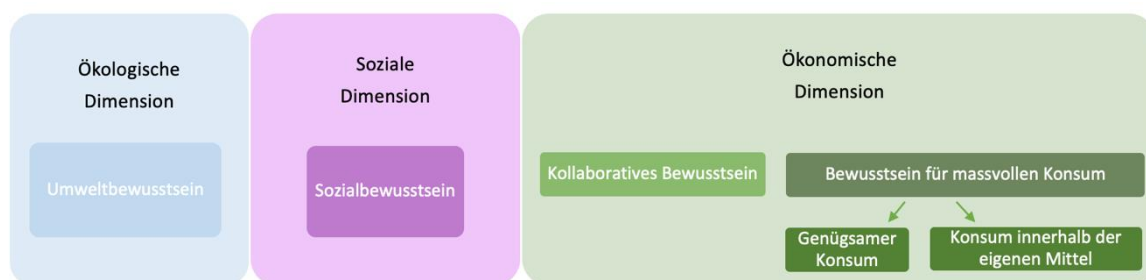 Ökologische
Dimension
Umweltbewusstsein
Soziale
Dimension
Sozialbewusstsein
Ökonomische
Dimension
Kollaboratives Bewusstsein
Bewusstsein für massvollen Konsum
Genügsamer
Konsum
Konsum innerhalb der
eigenen Mittel